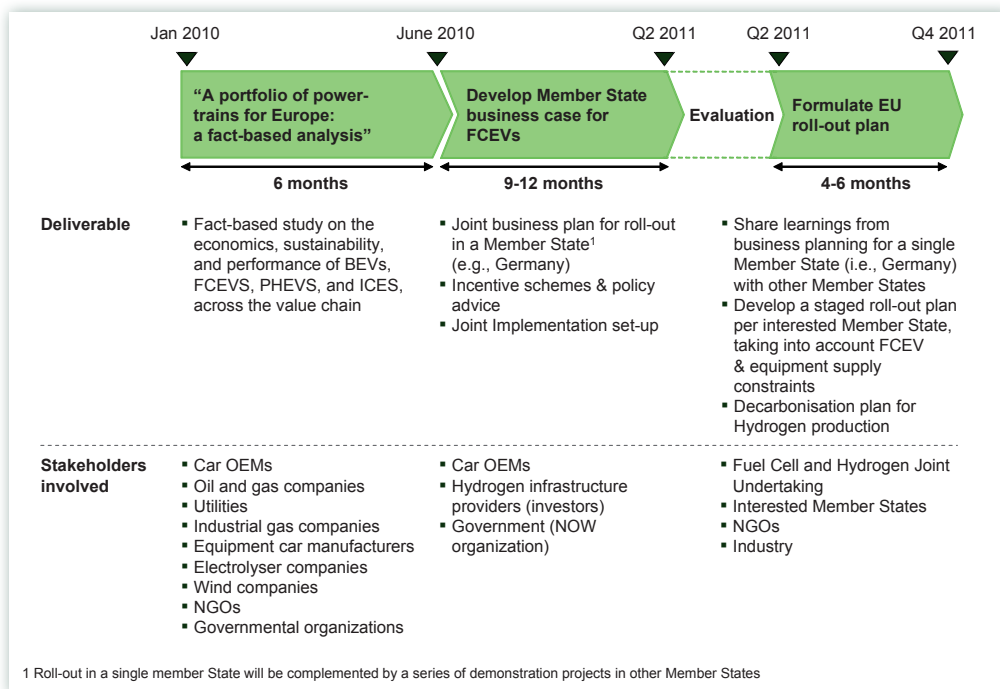 Jan 2010
June 2010
Q2 2011
Q2 2011
Q4 2011
“A portfolio of power-
trains for Europe:
a fact-based analysis”
Develop Member State
business case for
FCEVs
Evaluation
Formulate EU
roll-out plan
6 months
9-12 months
4-6 months
Deliverable
▪ Fact-based study on the
economics, sustainability,
and performance of BEVs,
FCEVS, PHEVS, and ICES,
across the value chain
▪ Joint business plan for roll-out
in a Member State¹
(e.g., Germany)
▪ Incentive schemes & policy
advice
▪ Joint Implementation set-up
▪ Share learnings from
business planning for a single
Member State (i.e., Germany)
with other Member States
▪ Develop a staged roll-out plan
per interested Member State,
taking into account FCEV
& equipment supply
constraints
▪ Decarbonisation plan for
Hydrogen production
Stakeholders
involved
▪ Car OEMs
▪ Oil and gas companies
▪ Utilities
▪ Industrial gas companies
▪ Equipment car manufacturers
▪ Electrolyser companies
▪ Wind companies
▪ NGOs
▪ Governmental organizations
▪ Car OEMs
▪ Hydrogen infrastructure
providers (investors)
▪ Government (NOW
organization)
▪ Fuel Cell and Hydrogen Joint
Undertaking
▪ Interested Member States
▪ NGOs
▪ Industry
1 Roll-out in a single member State will be complemented by a series of demonstration projects in other Member States